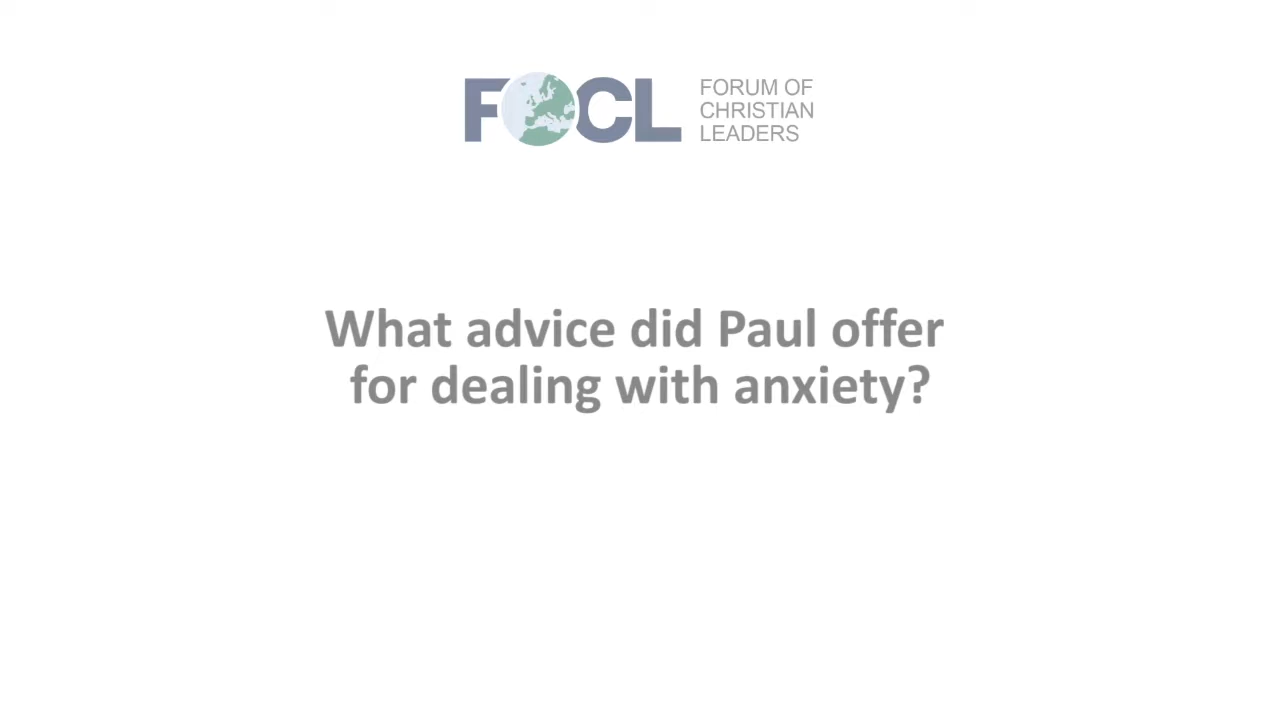 FOCL
FORUM OF
CHRISTIAN
LEADERS
What advice did Paul offer
for dealing with anxiety?